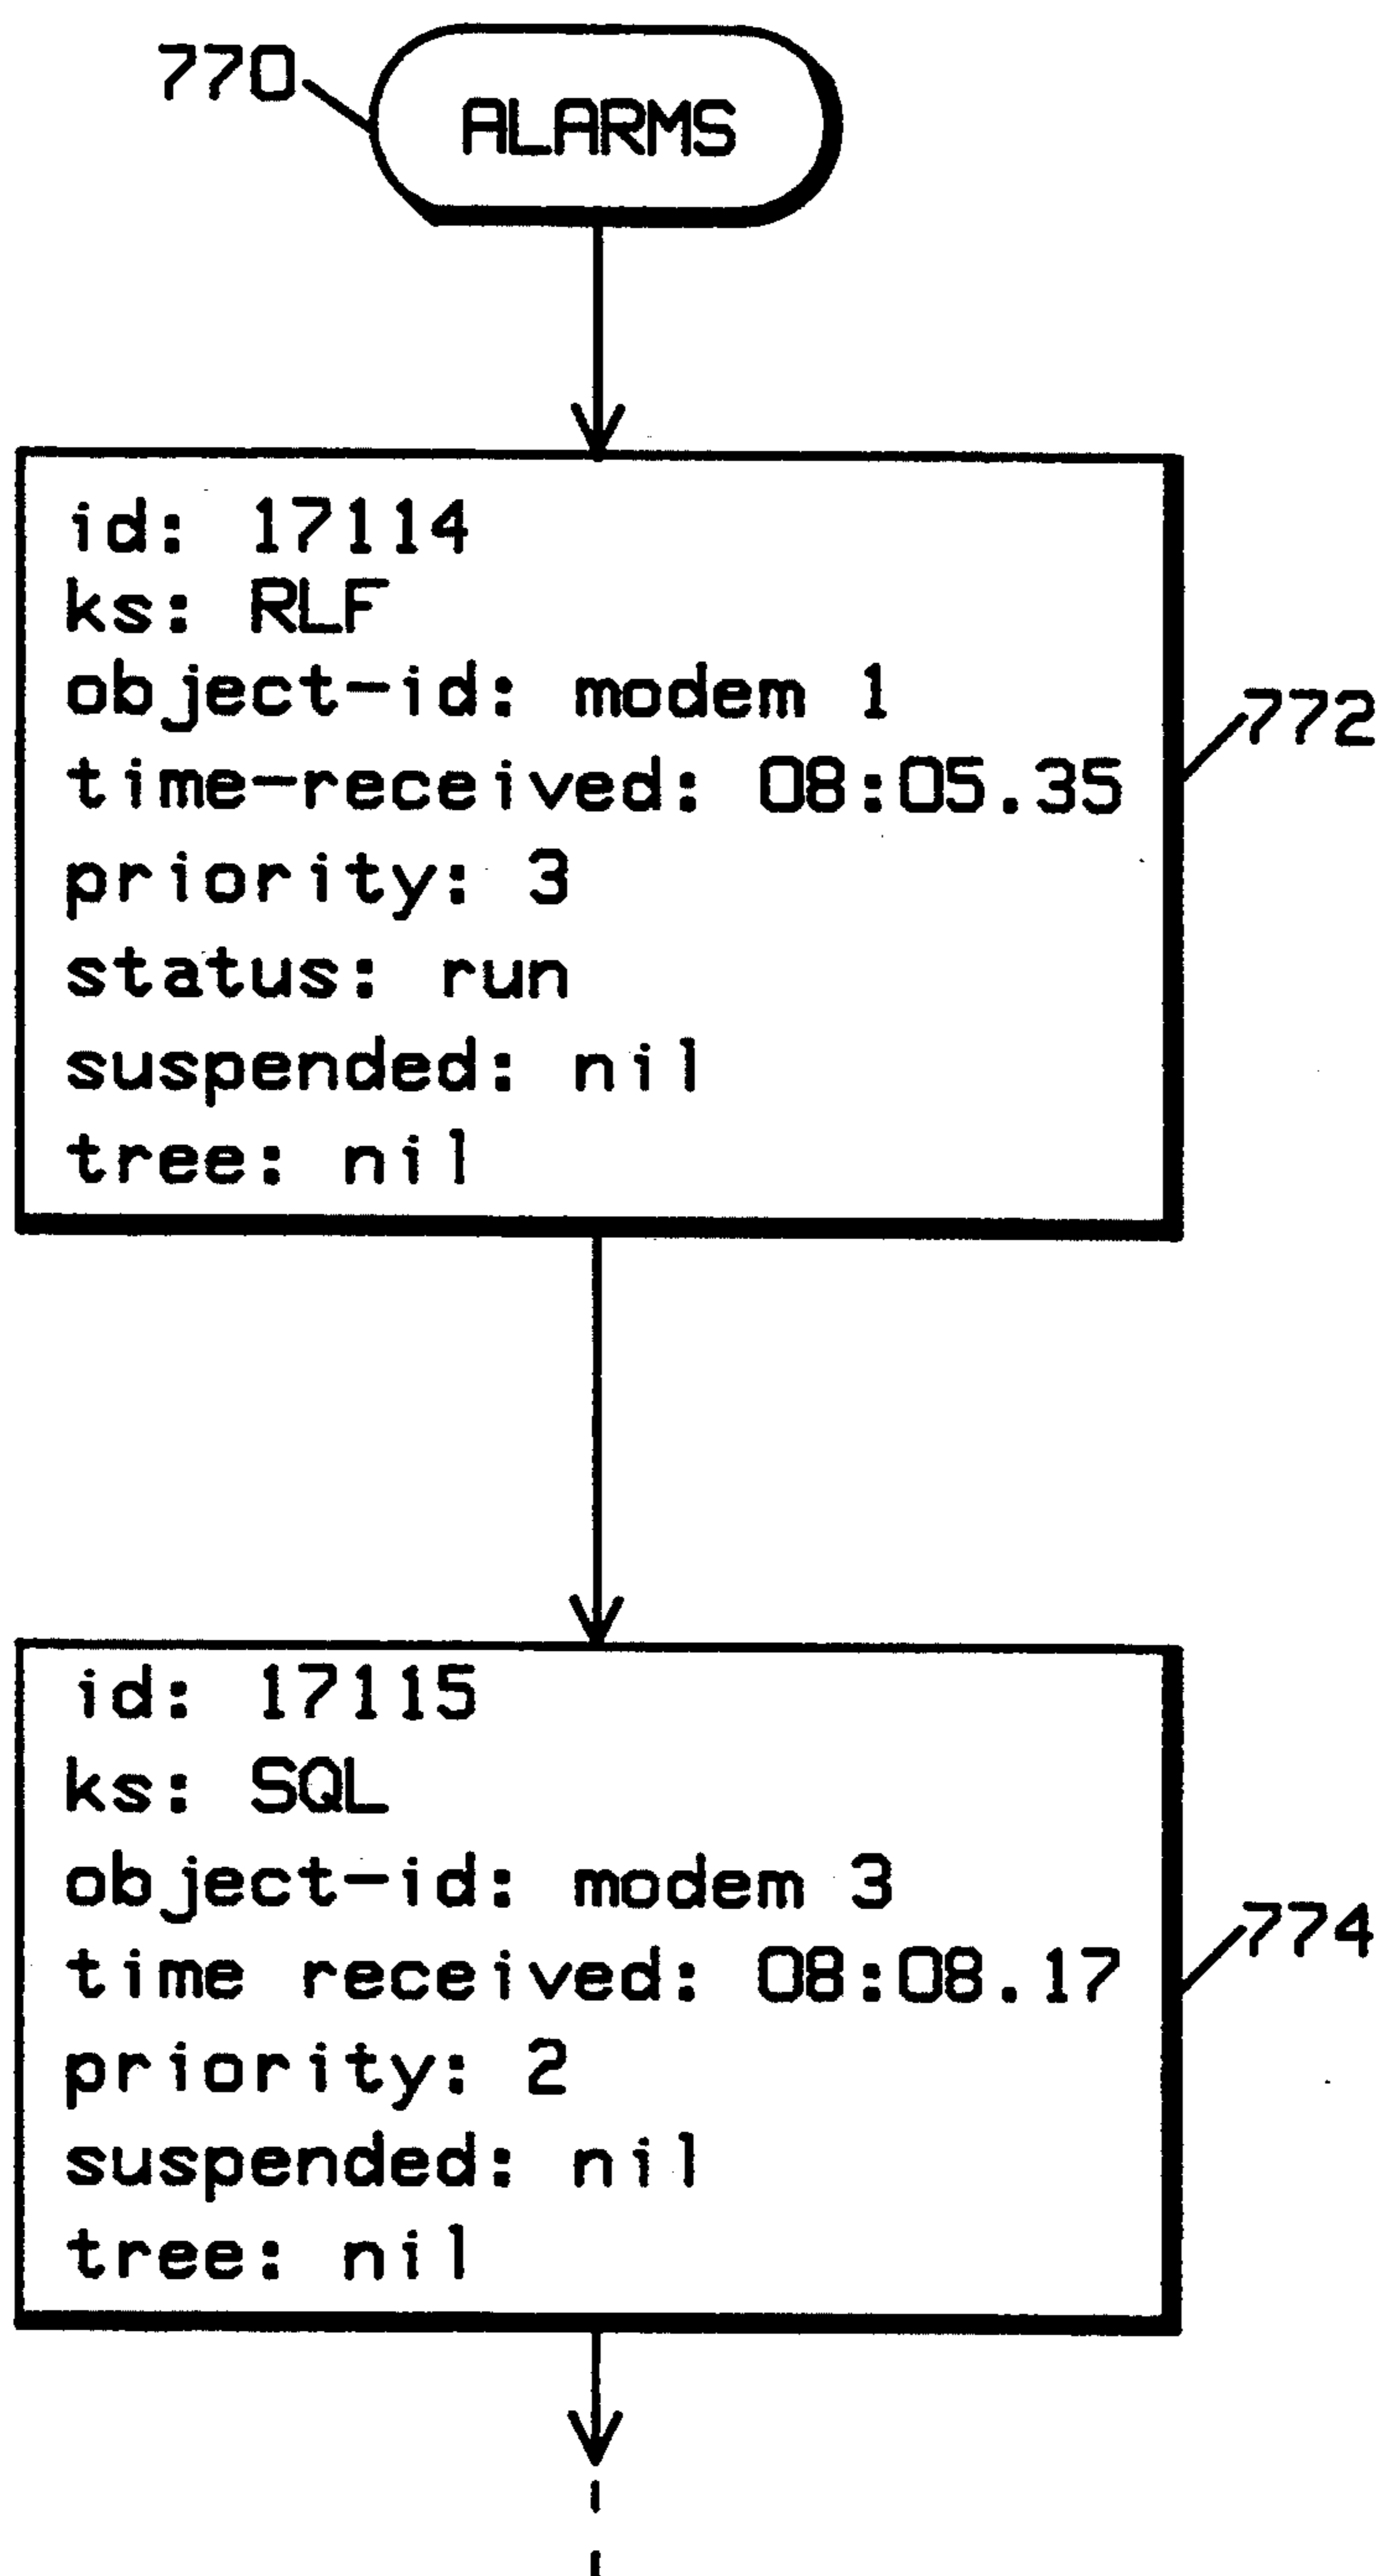 770
ALARMS
id: 17114
ks: RLF
object-id: modem 1
time-received: 08:05.35
priority: 3
status: run
suspended: nil
tree: nil
772
id: 17115
ks: SQL
object-id: modem 3
time received: 08:08.17
priority: 2
suspended: nil
tree: nil
774